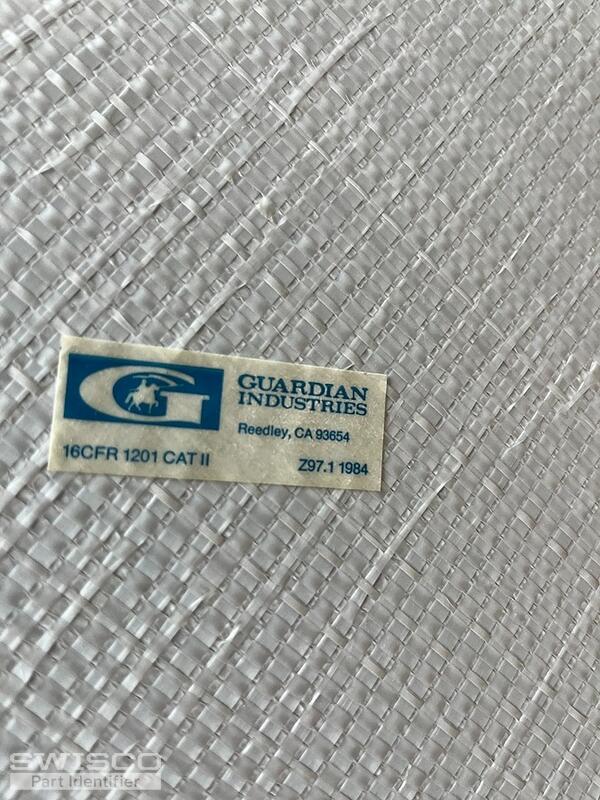 G
GUARDIAN
INDUSTRIES
Reedley, CA 93654
16CFR 1201 CAT II
Z97.1 1984
SWISCO
Part Identifier